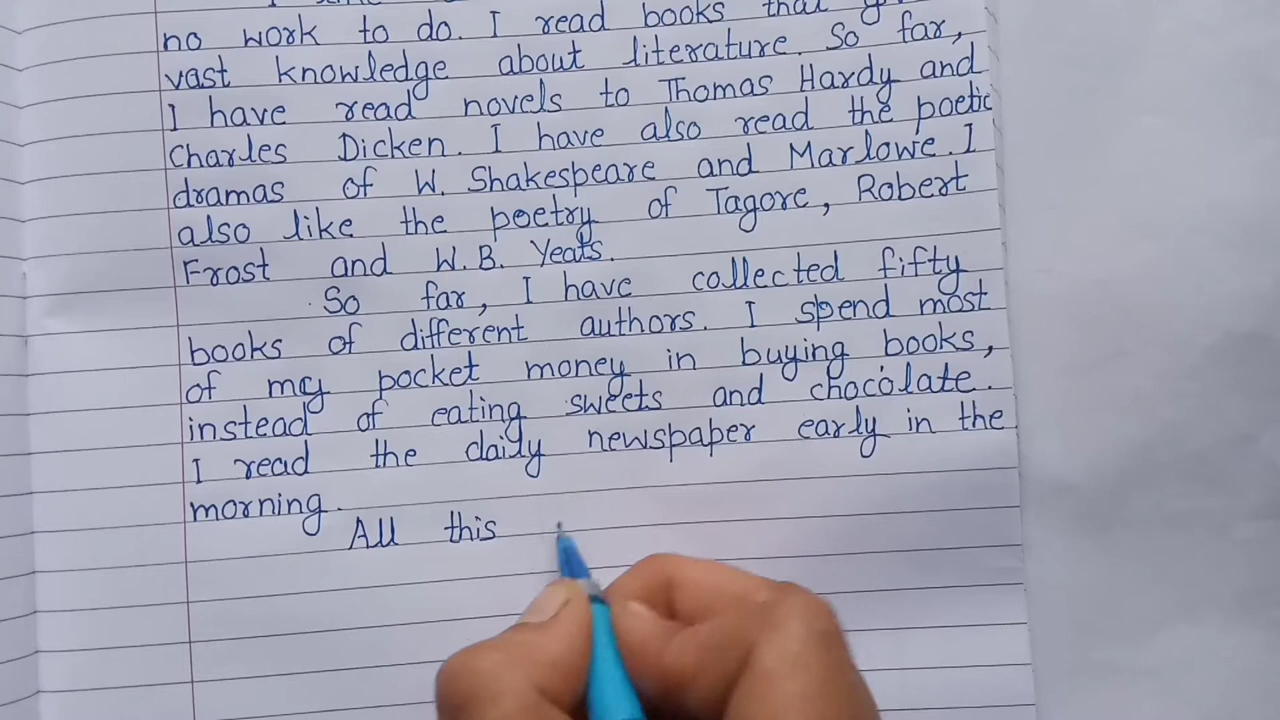 no work to do. I read books that
vast knowledge about literature. So far,
I have read novels to Thomas Hardy and
Charles Dicken. I have also read the poetic
dramas of W. Shakespeare and Marlowe. I
also like the poetry of Tagore, Robert
Frost and W.B. Yeats.
So far, I have collected fifty
books of different authors. I spend most
of my pocket money in buying books,
instead of eating sweets and chocolate.
I read the daily newspaper early in the
morning.
All this